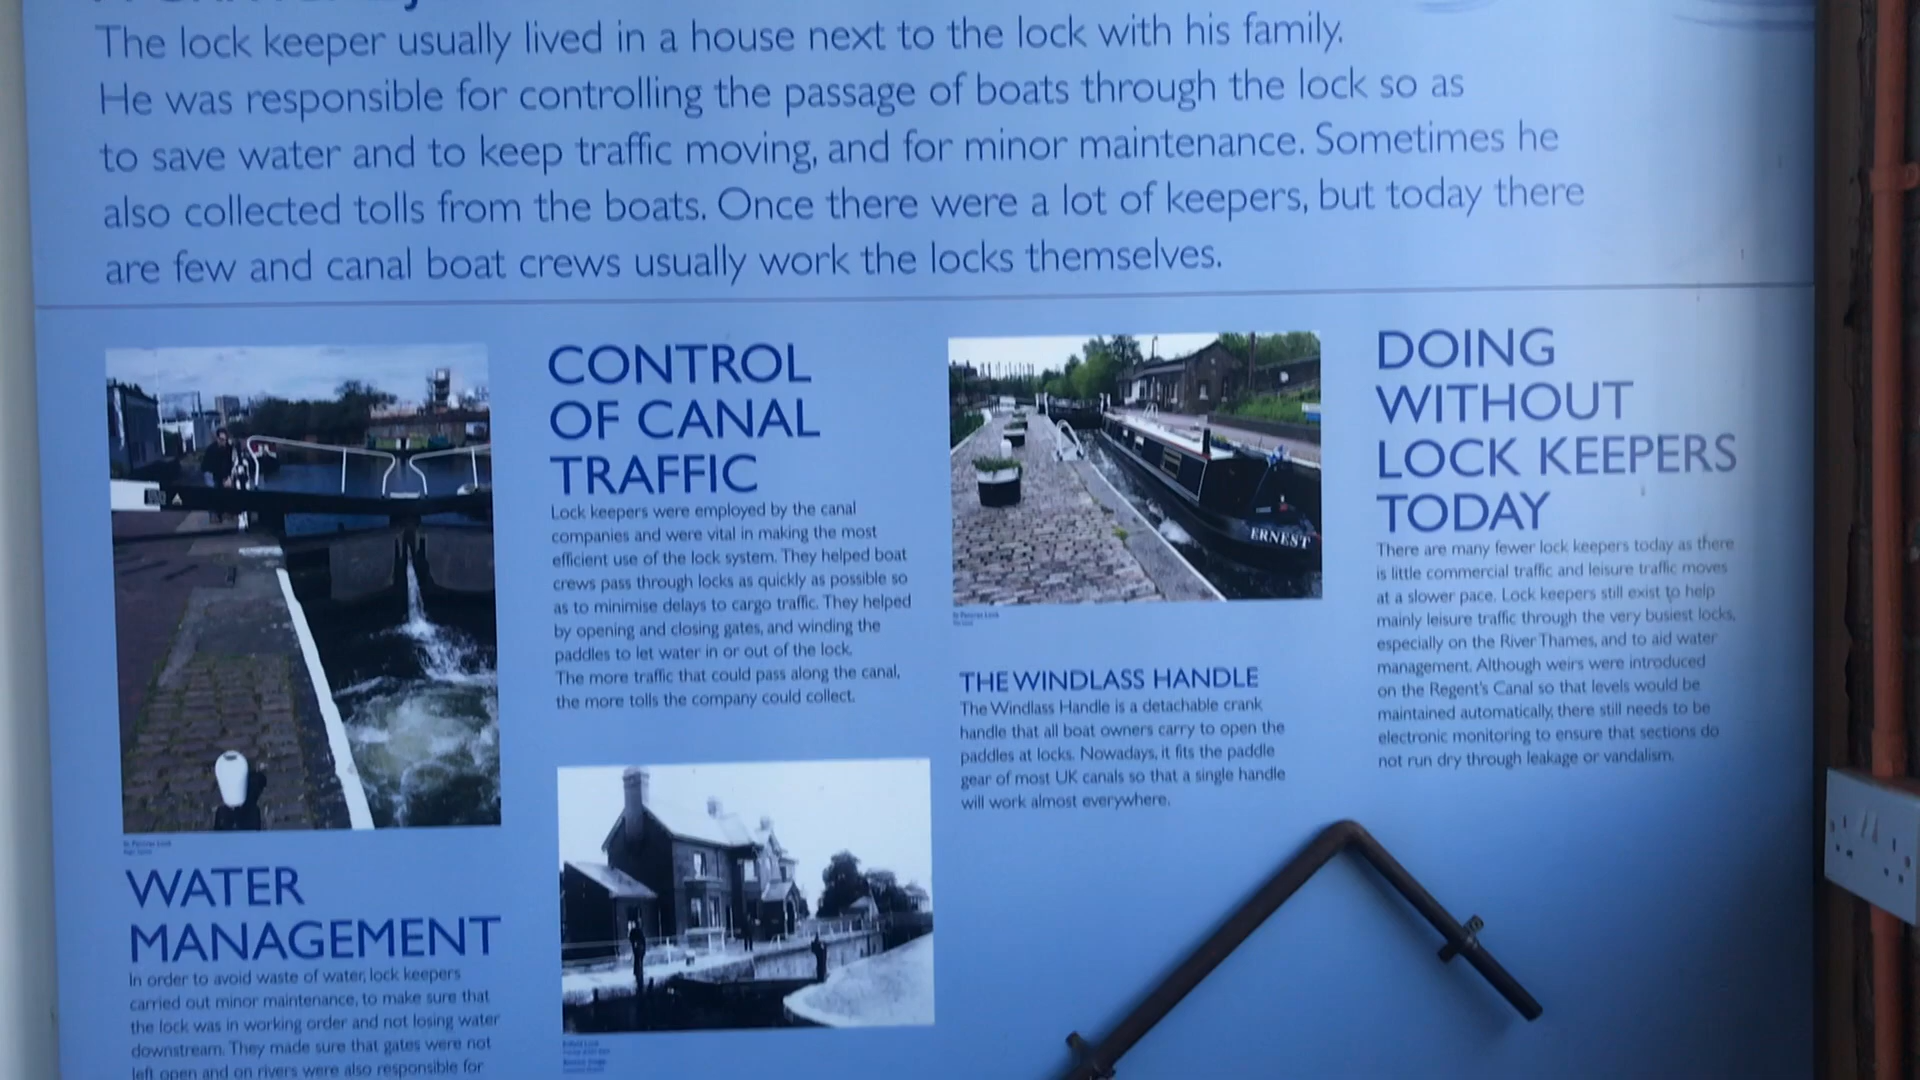 The lock keeper usually lived in a house next to the lock with his family.
He was responsible for controlling the passage of boats through the lock so as
to save water and to keep traffic moving, and for minor maintenance. Sometimes he
also collected tolls from the boats. Once there were a lot of keepers, but today there
are few and canal boat crews usually work the locks themselves.
WATER
MANAGEMENT
In order to avoid waste of water, lock keepers
carried out minor maintenance, to make sure that
the lock was in working order and not losing water
downstream. They made sure that gates were not
left open and on rivers were also responsible for
CONTROL
OF CANAL
TRAFFIC
Lock keepers were employed by the canal
companies and were vital in making the most
efficient use of the lock system. They helped boat
crews pass through locks as quickly as possible so
as to minimise delays to cargo traffic. They helped
by opening and closing gates, and winding the
paddles to let water in or out of the lock.
The more traffic that could pass along the canal,
the more tolls the company could collect.
ERNEST
THE WINDLASS HANDLE
The Windlass Handle is a detachable crank
handle that all boat owners carry to open the
paddles at locks. Nowadays, it fits the paddle
gear of most UK canals so that a single handle
will work almost everywhere.
DOING
WITHOUT
LOCK KEEPERS
TODAY
There are many fewer lock keepers today as there
is little commercial traffic and leisure traffic moves
at a slower pace. Lock keepers still exist to help
mainly leisure traffic through the very busiest locks,
especially on the River Thames, and to aid water
management. Although weirs were introduced
on the Regent's Canal so that levels would be
maintained automatically, there still needs to be
electronic monitoring to ensure that sections do
not run dry through leakage or vandalism.